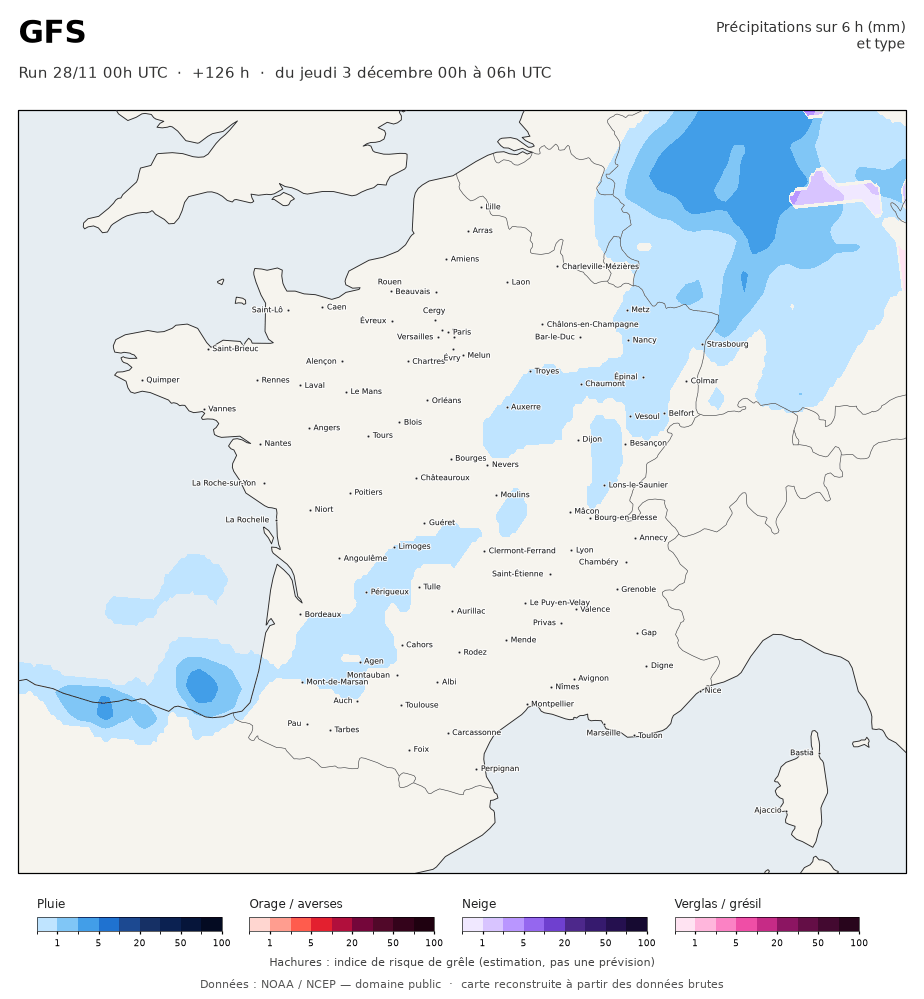 GFS
Précipitations sur 6 h (mm)
et type
Run 28/11 00h UTC · +126 h · du jeudi 3 décembre 00h à 06h UTC
Lille
Arras
Amiens
Charleville-Mézières
Rouen
Laon
Beauvais
Saint-Lô
Caen
Cergy
Metz
Évreux
Châlons-en-Champagne
Paris
Versailles
Bar-le-Duc
Nancy
Strasbourg
Saint-Brieuc
Évry
Melun
Alençon
Chartres
Troyes
Épinal
Quimper
Rennes
Laval
Chaumont
Colmar
Le Mans
Orléans
Auxerre
Vannes
Belfort
Vesoul
Blois
Angers
Tours
Dijon
Nantes
Besançon
Bourges
Nevers
Châteauroux
La Roche-sur-Yon
Lons-le-Saunier
Poitiers
Moulins
Niort
Mâcon
Bourg-en-Bresse
La Rochelle
Guéret
Annecy
Limoges
Clermont-Ferrand
Lyon
Angoulême
Chambéry
Saint-Étienne
Tulle
Grenoble
Périgueux
Le Puy-en-Velay
Valence
Bordeaux
Aurillac
Privas
Gap
Mende
Cahors
Rodez
Agen
Digne
Montauban
Mont-de-Marsan
Albi
Avignon
Nîmes
Nice
Auch
Toulouse
Montpellier
Pau
Tarbes
Carcassonne
Marseille
Toulon
Foix
Bastia
Perpignan
Ajaccio
Pluie
Orage / averses
Neige
Verglas / grésil
1 5 20 50 100
1 5 20 50 100
1 5 20 50 100
1 5 20 50 100
Hachures : indice de risque de grêle (estimation, pas une prévision)
Données : NOAA / NCEP — domaine public · carte reconstruite à partir des données brutes